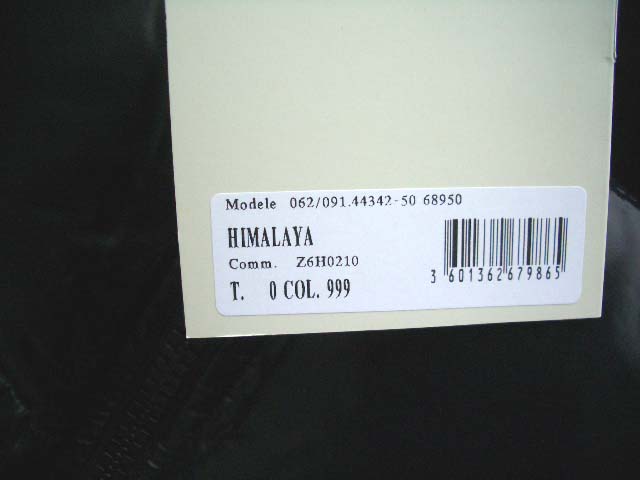 Modele 062/091.44342-50 68950
HIMALAYA
Comm. Z6H0210
T. 0 COL. 999
3 601362 679865